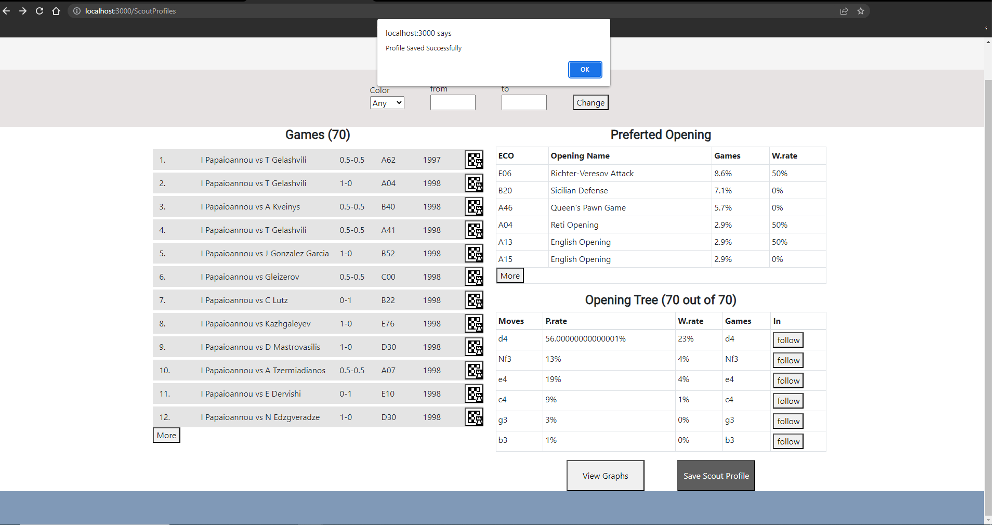 localhost:3000/ScoutProfiles
localhost:3000 says
Profile Saved Successfully
OK
Color
from
to
Any
Change
Games (70)
1. I Papaioannou vs T Gelashvili 0.5-0.5 A62 1997
2. I Papaioannou vs T Gelashvili 1-0 A04 1998
3. I Papaioannou vs A Kveinys 0.5-0.5 B40 1998
4. I Papaioannou vs T Gelashvili 0.5-0.5 A41 1998
5. I Papaioannou vs J Gonzalez Garcia 1-0 B52 1998
6. I Papaioannou vs Gleizerov 0.5-0.5 C00 1998
7. I Papaioannou vs C Lutz 0-1 B22 1998
8. I Papaioannou vs Kazhgaleyev 1-0 E76 1998
9. I Papaioannou vs D Mastrovasilis 1-0 D30 1998
10. I Papaioannou vs A Tzermiadianos 0.5-0.5 A07 1998
11. I Papaioannou vs E Dervishi 0-1 E10 1998
12. I Papaioannou vs N Edzgveradze 1-0 D30 1998
More
Preferted Opening
ECO Opening Name Games W.rate
E06 Richter-Veresov Attack 8.6% 50%
B20 Sicilian Defense 7.1% 0%
A46 Queen's Pawn Game 5.7% 0%
A04 Reti Opening 2.9% 50%
A13 English Opening 2.9% 50%
A15 English Opening 2.9% 0%
More
Opening Tree (70 out of 70)
Moves P.rate W.rate Games In
d4 56.00000000000001% 23% d4 follow
Nf3 13% 4% Nf3 follow
e4 19% 4% e4 follow
c4 9% 1% c4 follow
g3 3% 0% g3 follow
b3 1% 0% b3 follow
View Graphs
Save Scout Profile